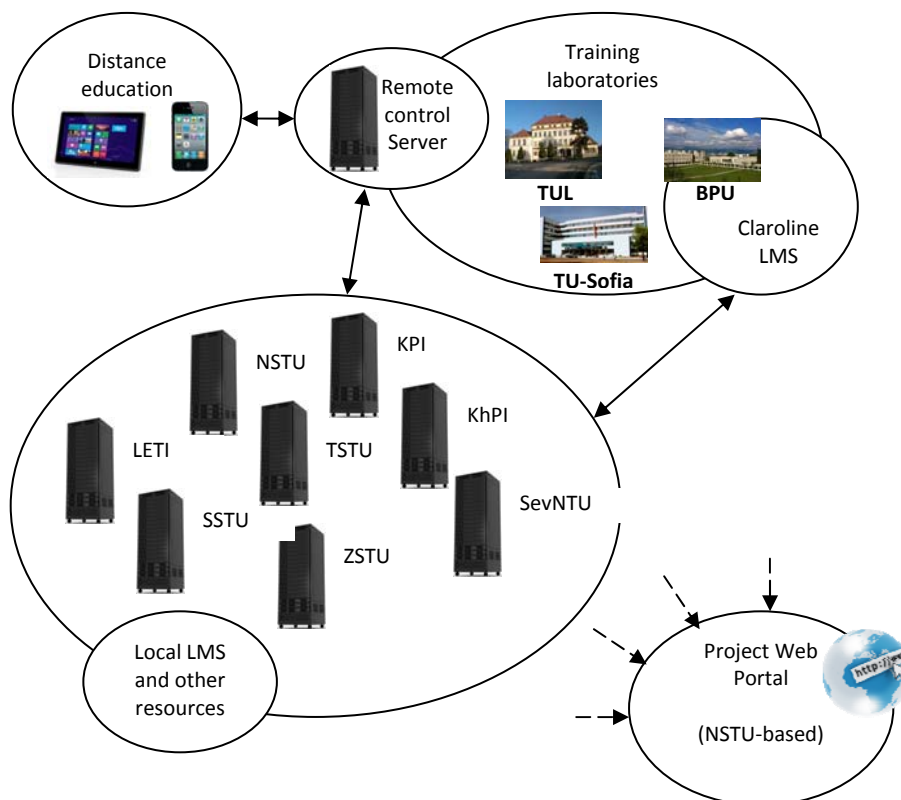 Distance
education
Remote
control
Server
Training
laboratories
TUL
BPU
TU-Sofia
Claroline
LMS
NSTU
KPI
KhPI
LETI
TSTU
SSTU
SevNTU
ZSTU
Local LMS
and other
resources
Project Web
Portal
(NSTU-based)